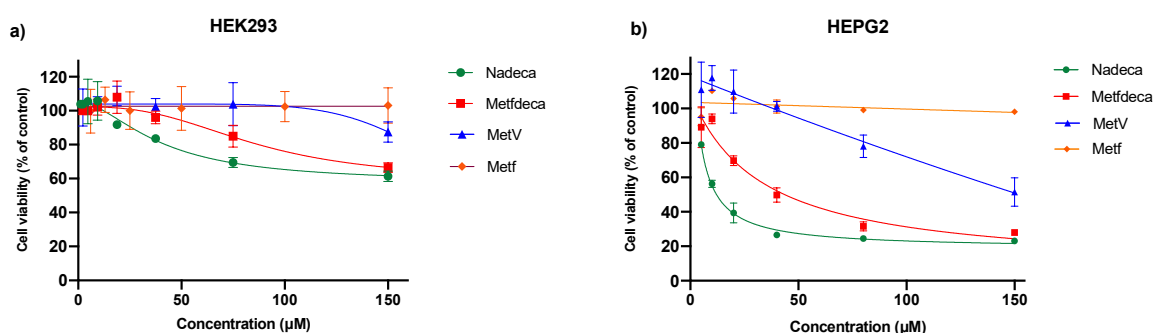 a)
HEK293
Cell viability (% of control)
120
100
80
60
40
20
0
1
50
100
150
Concentration (µM)
Nadeca
Metfdeca
MetV
Metf
b)
HEPG2
Cell viability (% of control)
120
100
80
60
40
20
0
0
50
100
150
Concentration (µM)
Nadeca
Metfdeca
MetV
Metf